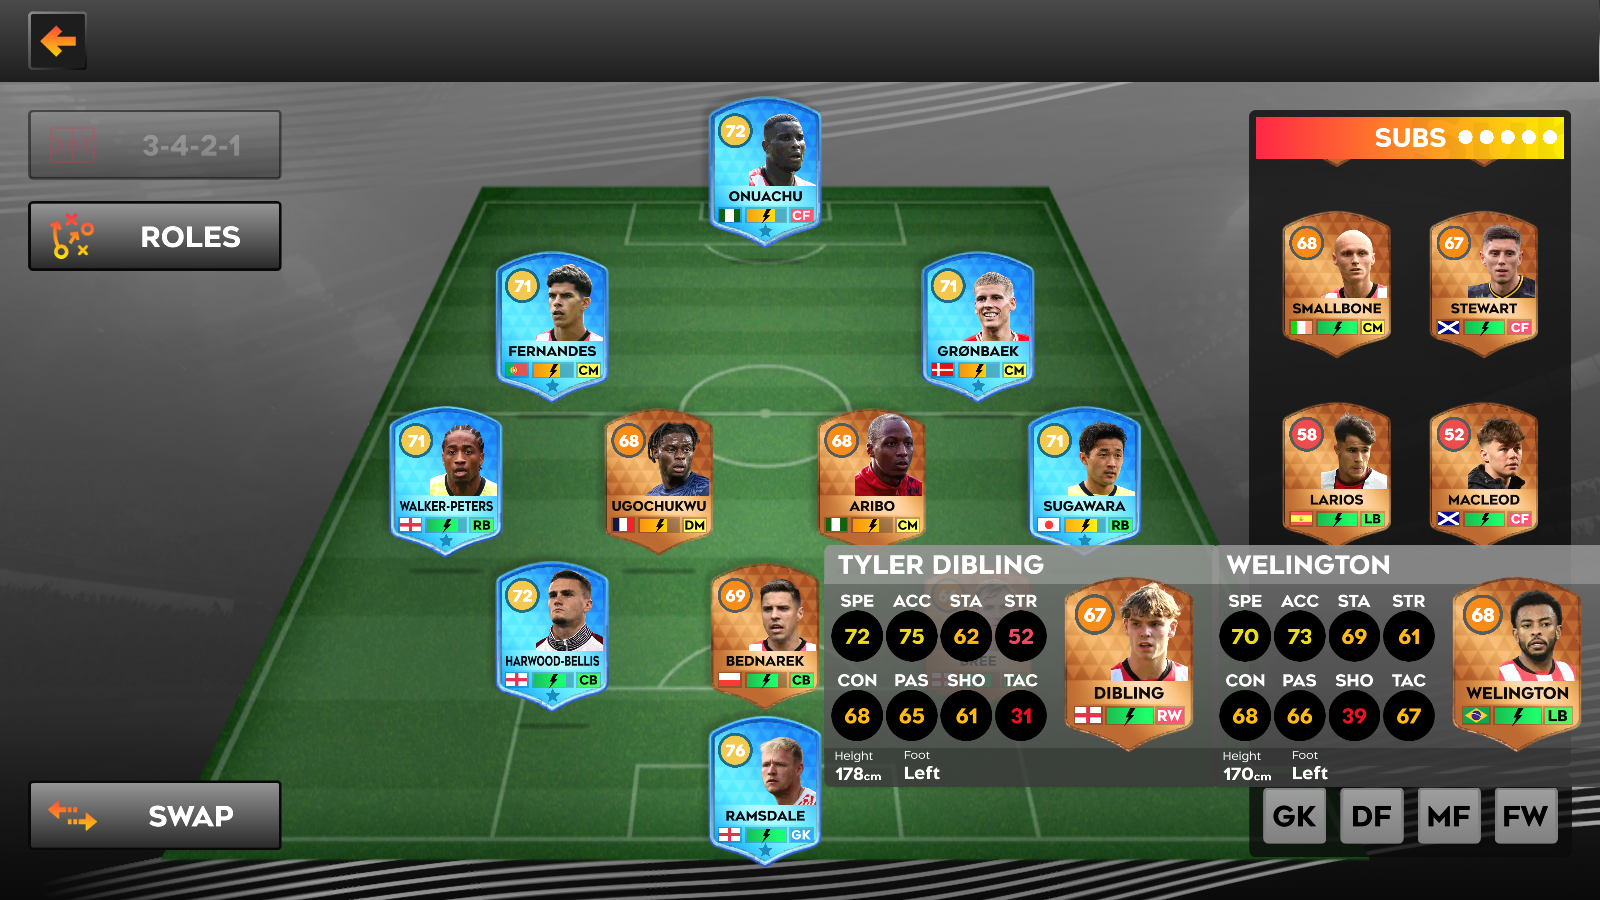 3-4-2-1
ROLES
SWAP
72
ONUACHU
CF
71
FERNANDES
CM
71
GRØNBAEK
CM
71
WALKER-PETERS
RB
68
UGOCHUKWU
DM
68
ARIBO
CM
71
SUGAWARA
RB
72
HARWOOD-BELLIS
CB
69
BEDNAREK
CB
BREE
76
RAMSDALE
GK
SUBS
68
SMALLBONE
CM
67
STEWART
CF
58
LARIOS
LB
52
MACLEOD
CF
TYLER DIBLING
SPE ACC STA STR
72 75 62 52
CON PAS SHO TAC
68 65 61 31
Height Foot
178cm Left
67
DIBLING
RW
WELINGTON
SPE ACC STA STR
70 73 69 61
CON PAS SHO TAC
68 66 39 67
Height Foot
170cm Left
68
WELINGTON
LB
GK DF MF FW